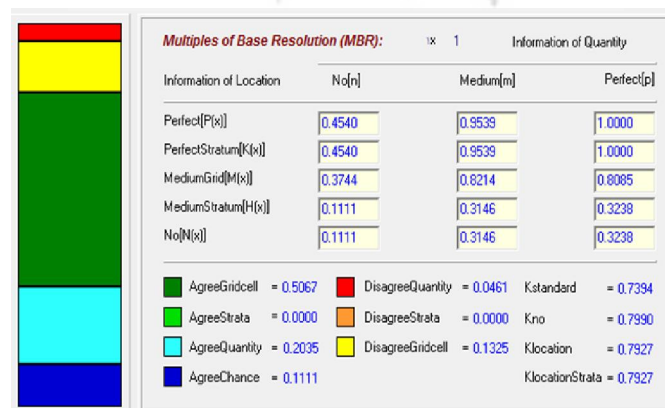 Multiples of Base Resolution (MBR): 1X 1 Information of Quantity
Information of Location No[n] Medium[m] Perfect[p]
Perfect[P(x)] 0.4540 0.9539 1.0000
PerfectStratum[K(x)] 0.4540 0.9539 1.0000
MediumGrid[M(x)] 0.3744 0.8214 0.8085
MediumStratum[H(x)] 0.1111 0.3146 0.3238
No[N(x)] 0.1111 0.3146 0.3238
AgreeGridcell = 0.5067 DisagreeQuantity = 0.0461 Kstandard = 0.7394
AgreeStrata = 0.0000 DisagreeStrata = 0.0000 Kno = 0.7990
AgreeQuantity = 0.2035 DisagreeGridcell = 0.1325 Klocation = 0.7927
AgreeChance = 0.1111 KlocationStrata = 0.7927